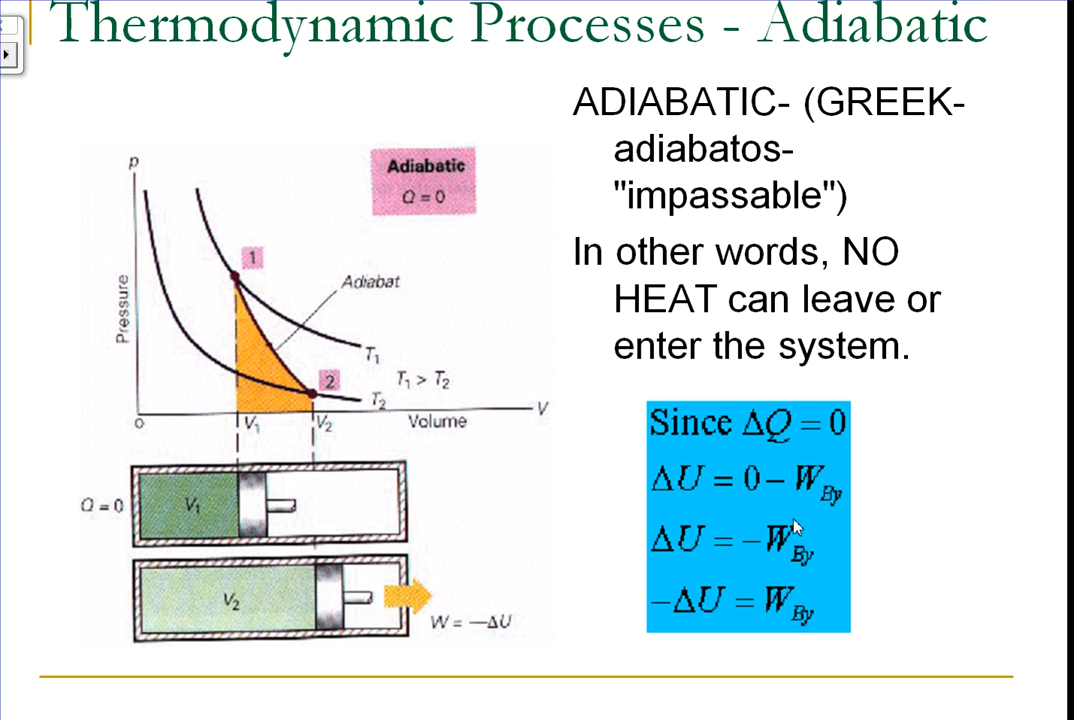 Thermodynamic Processes - Adiabatic
ADIABATIC- (GREEK-
adiabatos-
"impassable")
In other words, NO
HEAT can leave or
enter the system.
p
Adiabatic
Q = 0
1
Adiabat
Pressure
T₁
2
T₁ > T₂
T₂
0
V₁
V₂
Volume
V
Q = 0
V₁
V₂
W = —ΔU
Since ΔQ = 0
ΔU = 0 – W_By
ΔU = –W_By
–ΔU = W_By